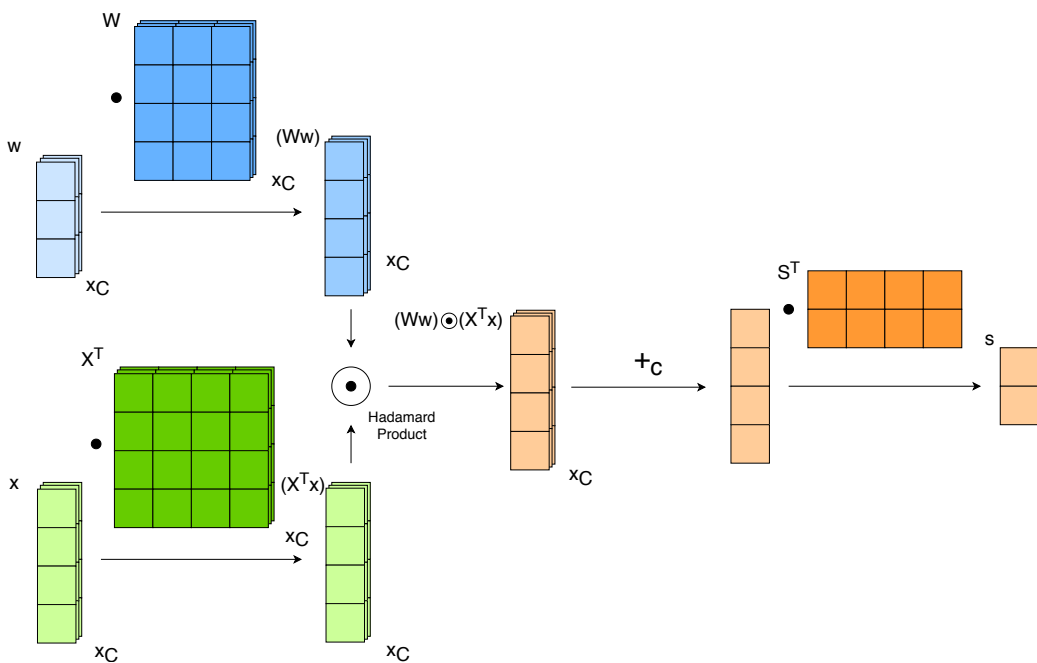 W
w
(Ww)
xC
xC
xC
(Ww)⊙(Xᵀx)
Sᵀ
s
+c
Xᵀ
Hadamard
Product
x
(Xᵀx)
xC
xC
xC
xC